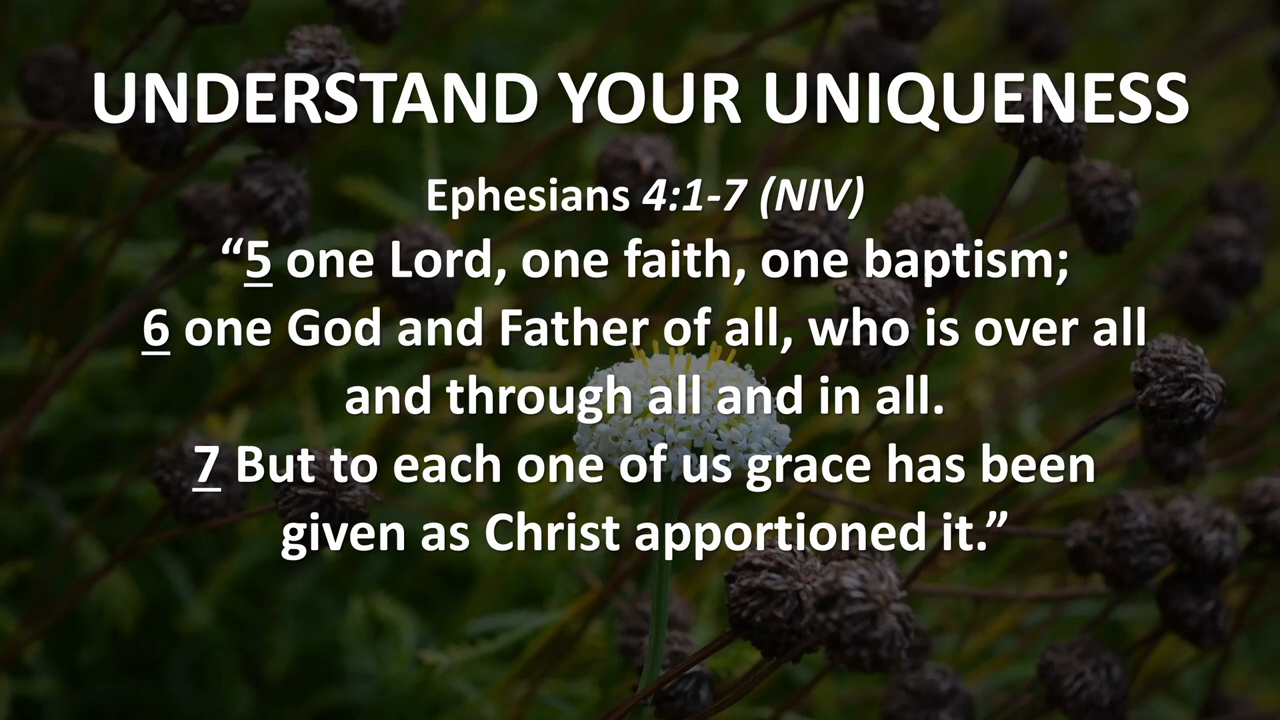 UNDERSTAND YOUR UNIQUENESS
Ephesians 4:1-7 (NIV)
“5 one Lord, one faith, one baptism;
6 one God and Father of all, who is over all
and through all and in all.
7 But to each one of us grace has been
given as Christ apportioned it.”